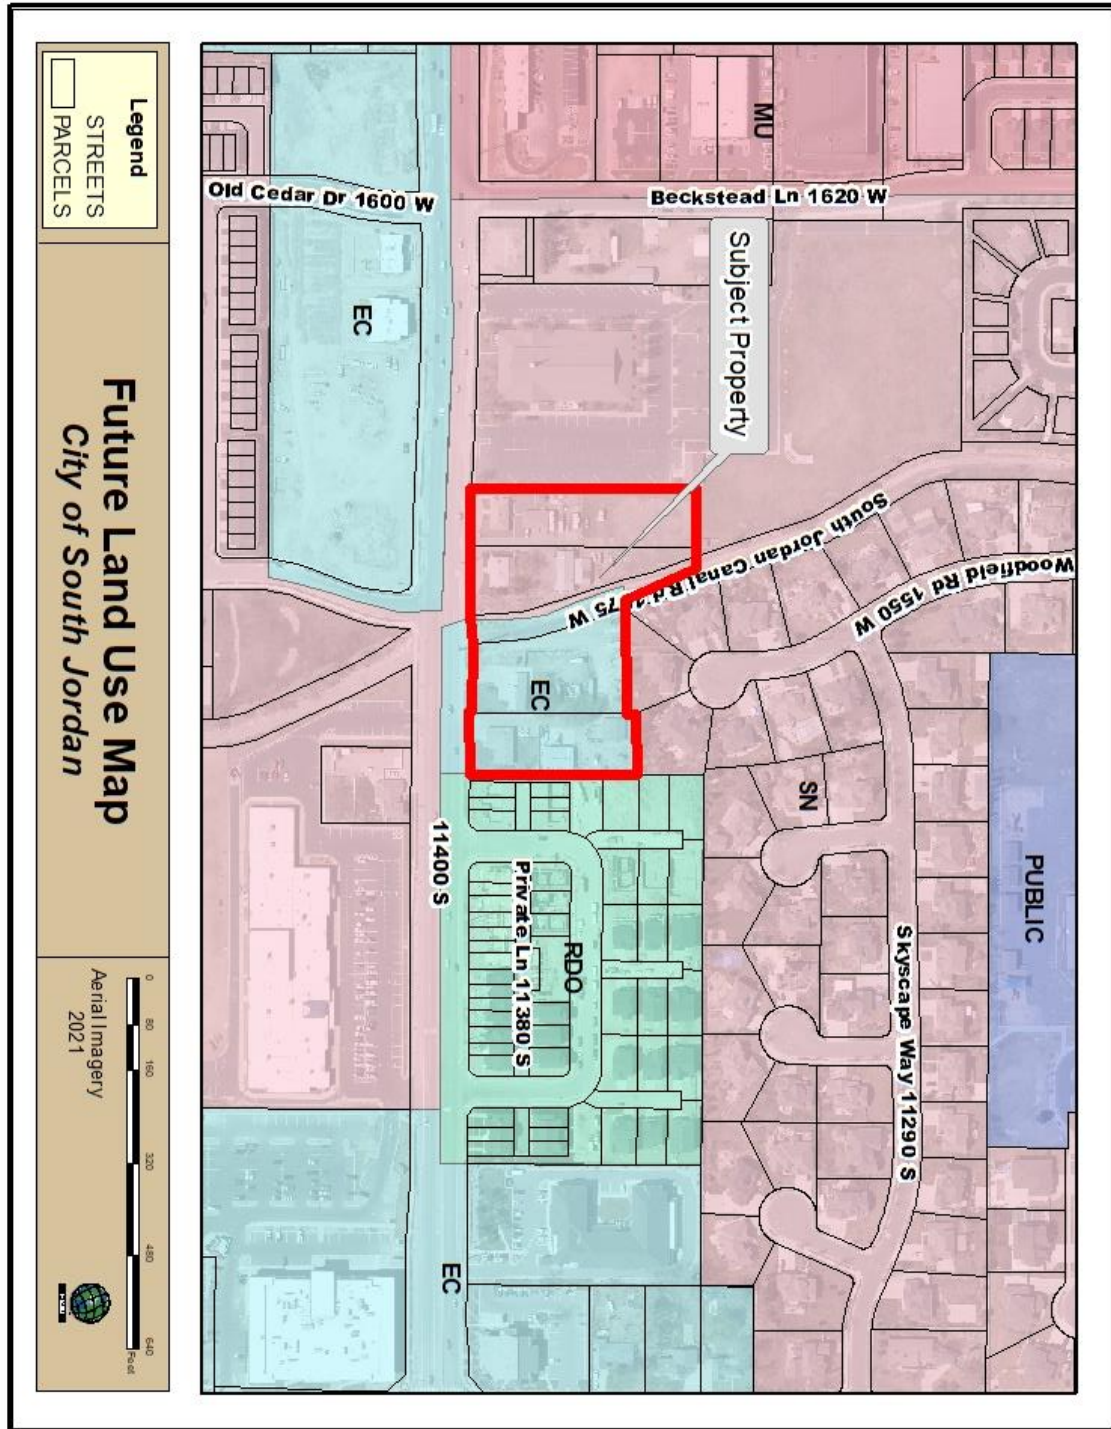 MU
Beckstead Ln 1620 W
Old Cedar Dr 1600 W
Subject Property
EC
South Jordan Canal Rd 1 75 W
Woodfield Rd 1550 W
EC
SN
PUBLIC
11400 S
Private Ln 11380 S
RDO
Skyscape Way 11290 S
EC
Legend
STREETS
PARCELS
Future Land Use Map
City of South Jordan
0 80 160 320 480 640
Feet
Aerial Imagery
2021